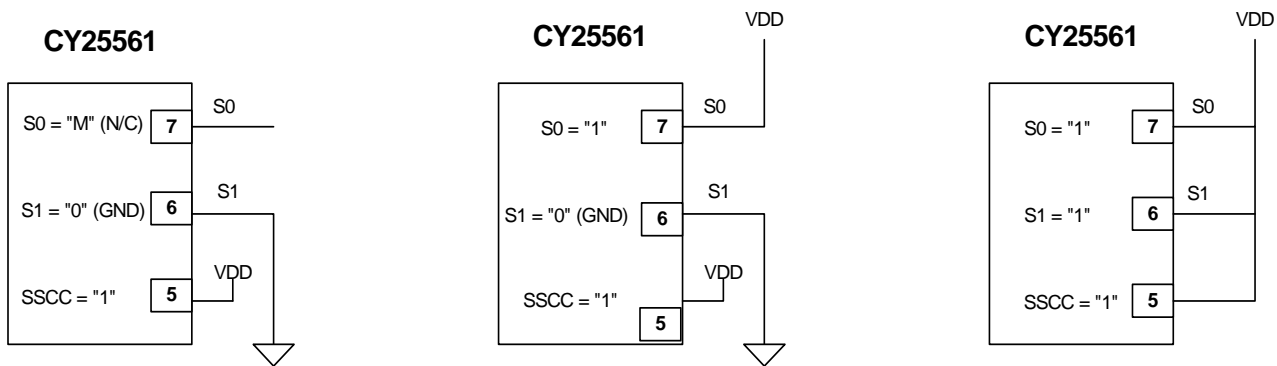 CY25561
S0 = "M" (N/C)
7
S0
S1 = "0" (GND)
6
S1
SSCC = "1"
5
VDD
CY25561
VDD
S0 = "1"
7
S0
S1 = "0" (GND)
6
S1
SSCC = "1"
5
VDD
CY25561
VDD
S0 = "1"
7
S0
S1 = "1"
6
S1
SSCC = "1"
5